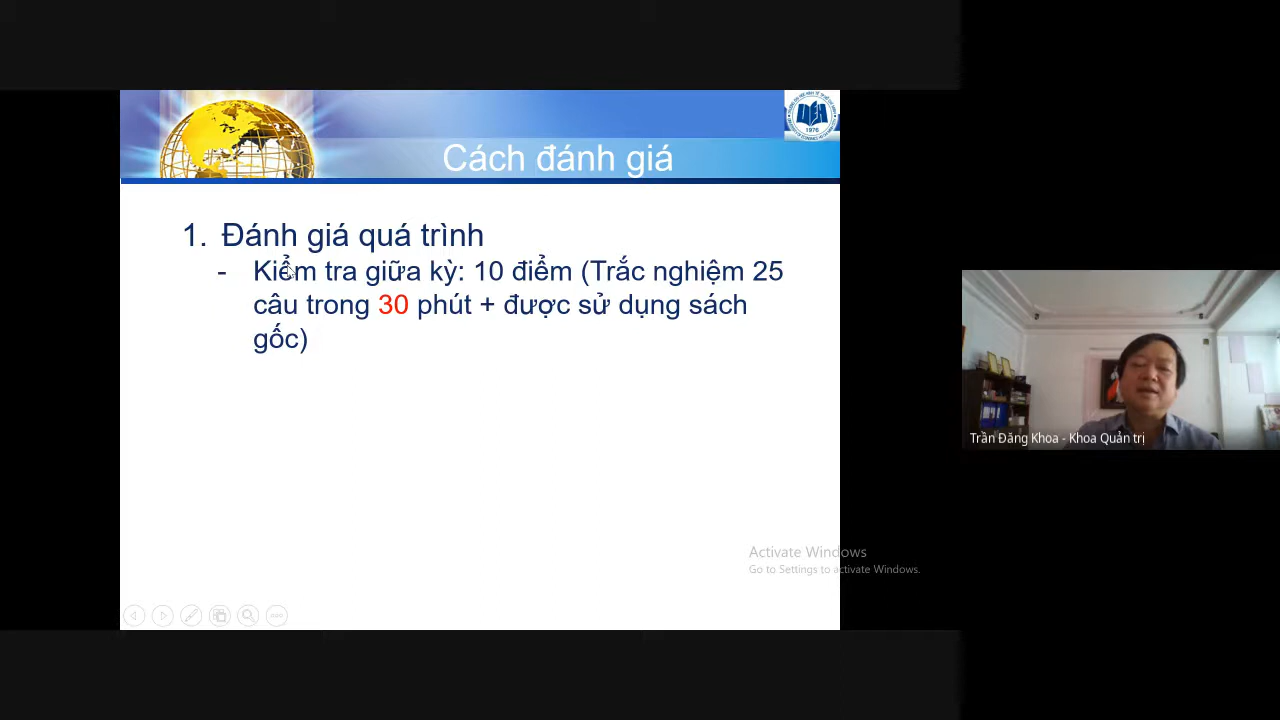 Cách đánh giá
1. Đánh giá quá trình
- Kiểm tra giữa kỳ: 10 điểm (Trắc nghiệm 25
câu trong 30 phút + được sử dụng sách
gốc)
UEH
1976
Trần Đăng Khoa - Khoa Quản trị
Activate Windows
Go to Settings to activate Windows.